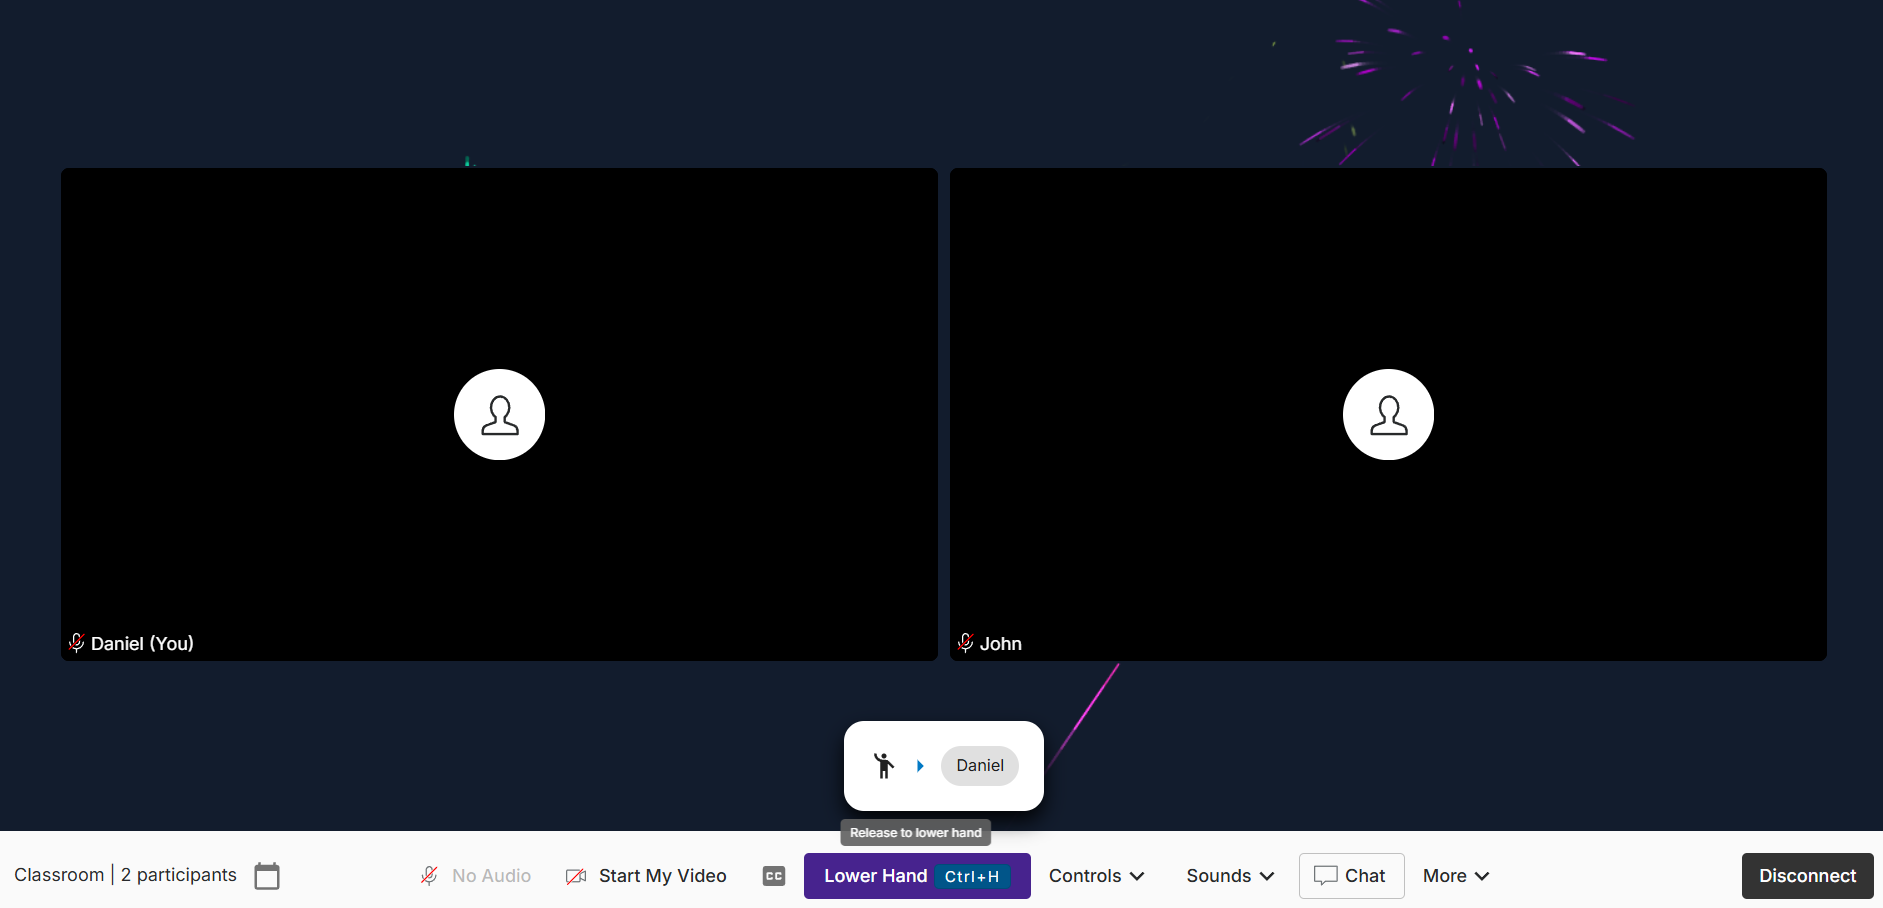 Daniel (You)
John
Daniel
Release to lower hand
Classroom | 2 participants
No Audio
Start My Video
CC
Lower Hand Ctrl+H
Controls
Sounds
Chat
More
Disconnect